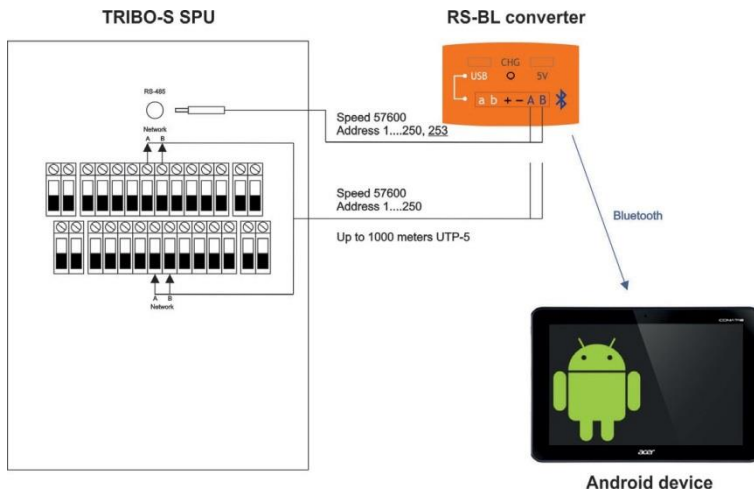 TRIBO-S SPU
RS-BL converter
CHG
USB
5V
a b + - A B
RS-485
Network
A B
Speed 57600
Address 1....250, 253
Speed 57600
Address 1....250
Up to 1000 meters UTP-5
A B
Network
Bluetooth
acer
Android device